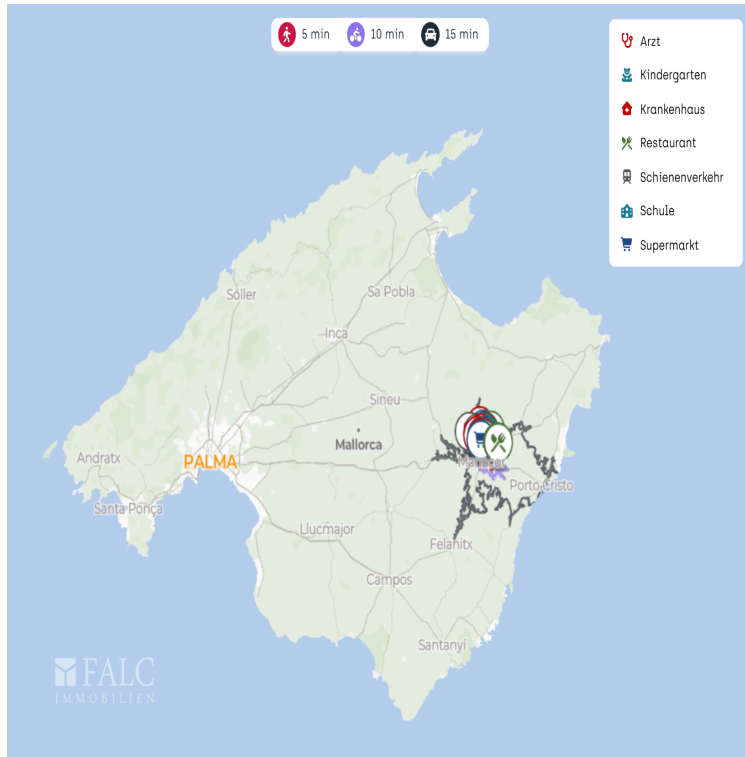 5 min
10 min
15 min
Arzt
Kindergarten
Krankenhaus
Restaurant
Schienenverkehr
Schule
Supermarkt
Sóller
Sa Pobla
Inca
Sineu
Mallorca
Andratx
PALMA
Porto Cristo
Santa Ponça
Llucmajor
Felanitx
Campos
Santanyí
FALC
IMMOBILIEN